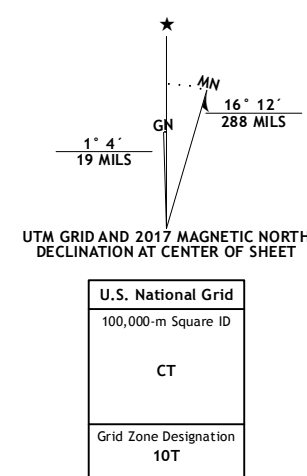 ★
MN
GN
16° 12´
288 MILS
1° 4´
19 MILS
UTM GRID AND 2017 MAGNETIC NORTH
DECLINATION AT CENTER OF SHEET
U.S. National Grid
100,000-m Square ID
CT
Grid Zone Designation
10T